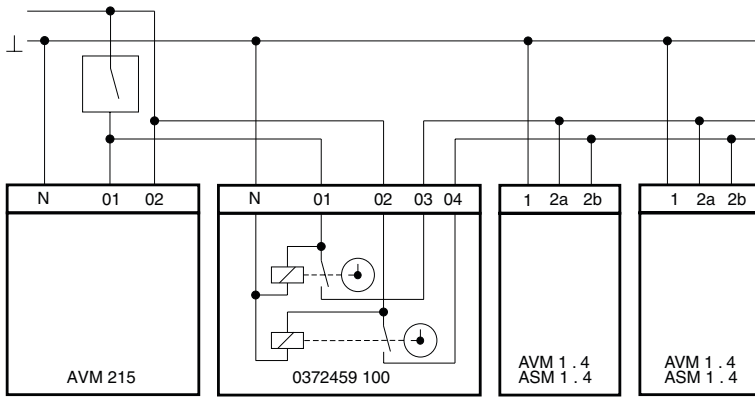 N 01 02 N 01 02 03 04 1 2a 2b 1 2a 2b
AVM 215
0372459 100
AVM 1 . 4
ASM 1 . 4
AVM 1 . 4
ASM 1 . 4